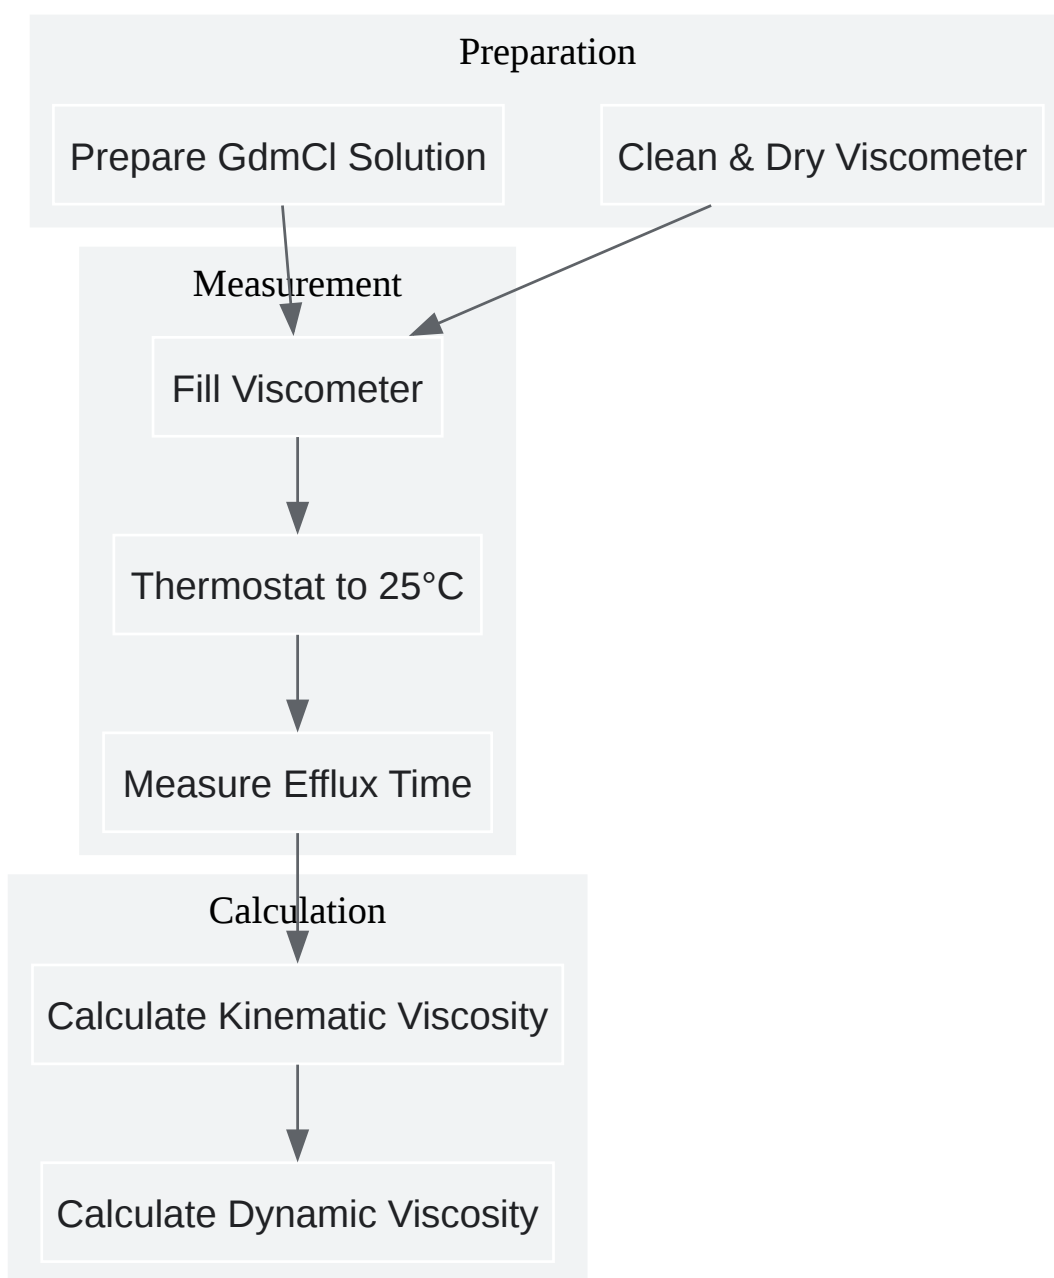 Preparation
Prepare GdmCl Solution
Clean & Dry Viscometer
Measurement
Fill Viscometer
Thermostat to 25°C
Measure Efflux Time
Calculation
Calculate Kinematic Viscosity
Calculate Dynamic Viscosity